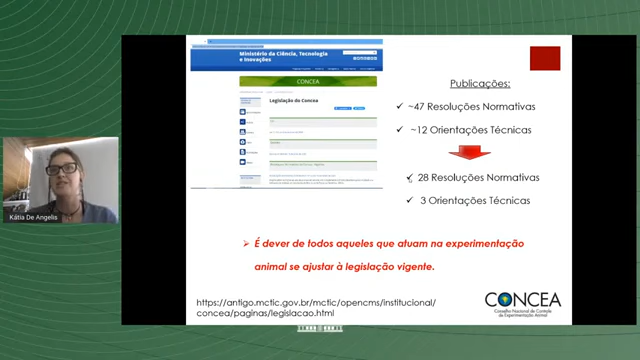 Ministério da Ciência, Tecnologia
e Inovações
CONCEA
Legislação do Concea
Publicações:
✓ ~47 Resoluções Normativas
✓ ~12 Orientações Técnicas
✓ 28 Resoluções Normativas
✓ 3 Orientações Técnicas
Kátia De Angelis
➢ É dever de todos aqueles que atuam na experimentação
animal se ajustar à legislação vigente.
https://antigo.mctic.gov.br/mctic/opencms/institucional/
concea/paginas/legislacao.html
CONCEA
Conselho Nacional de Controle
de Experimentação Animal